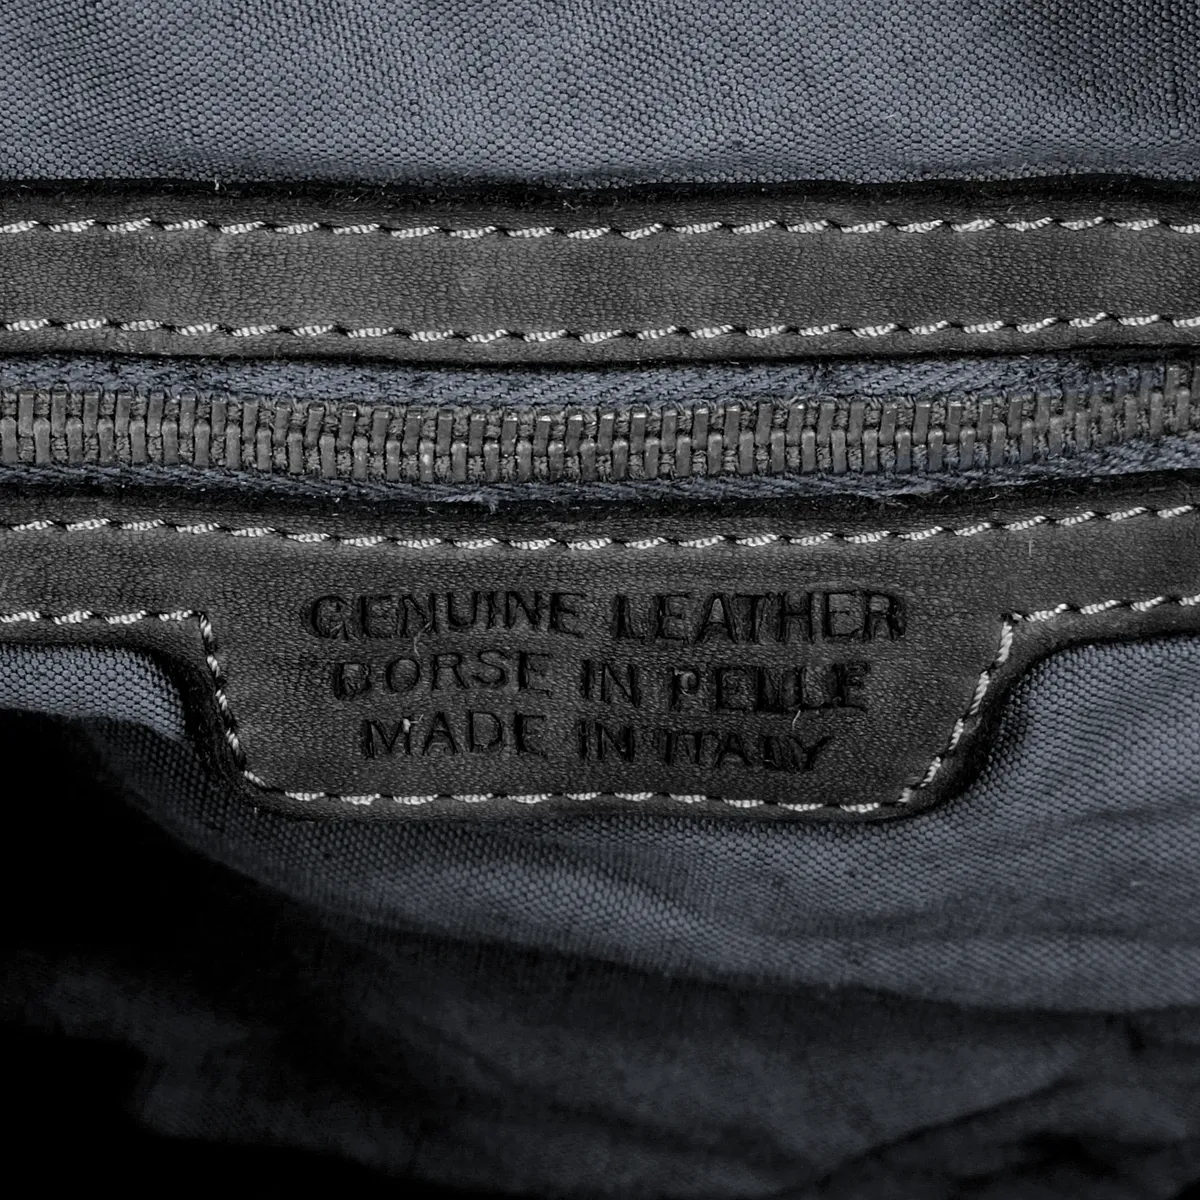 GENUINE LEATHER
BORSE IN PELLE
MADE IN ITALY